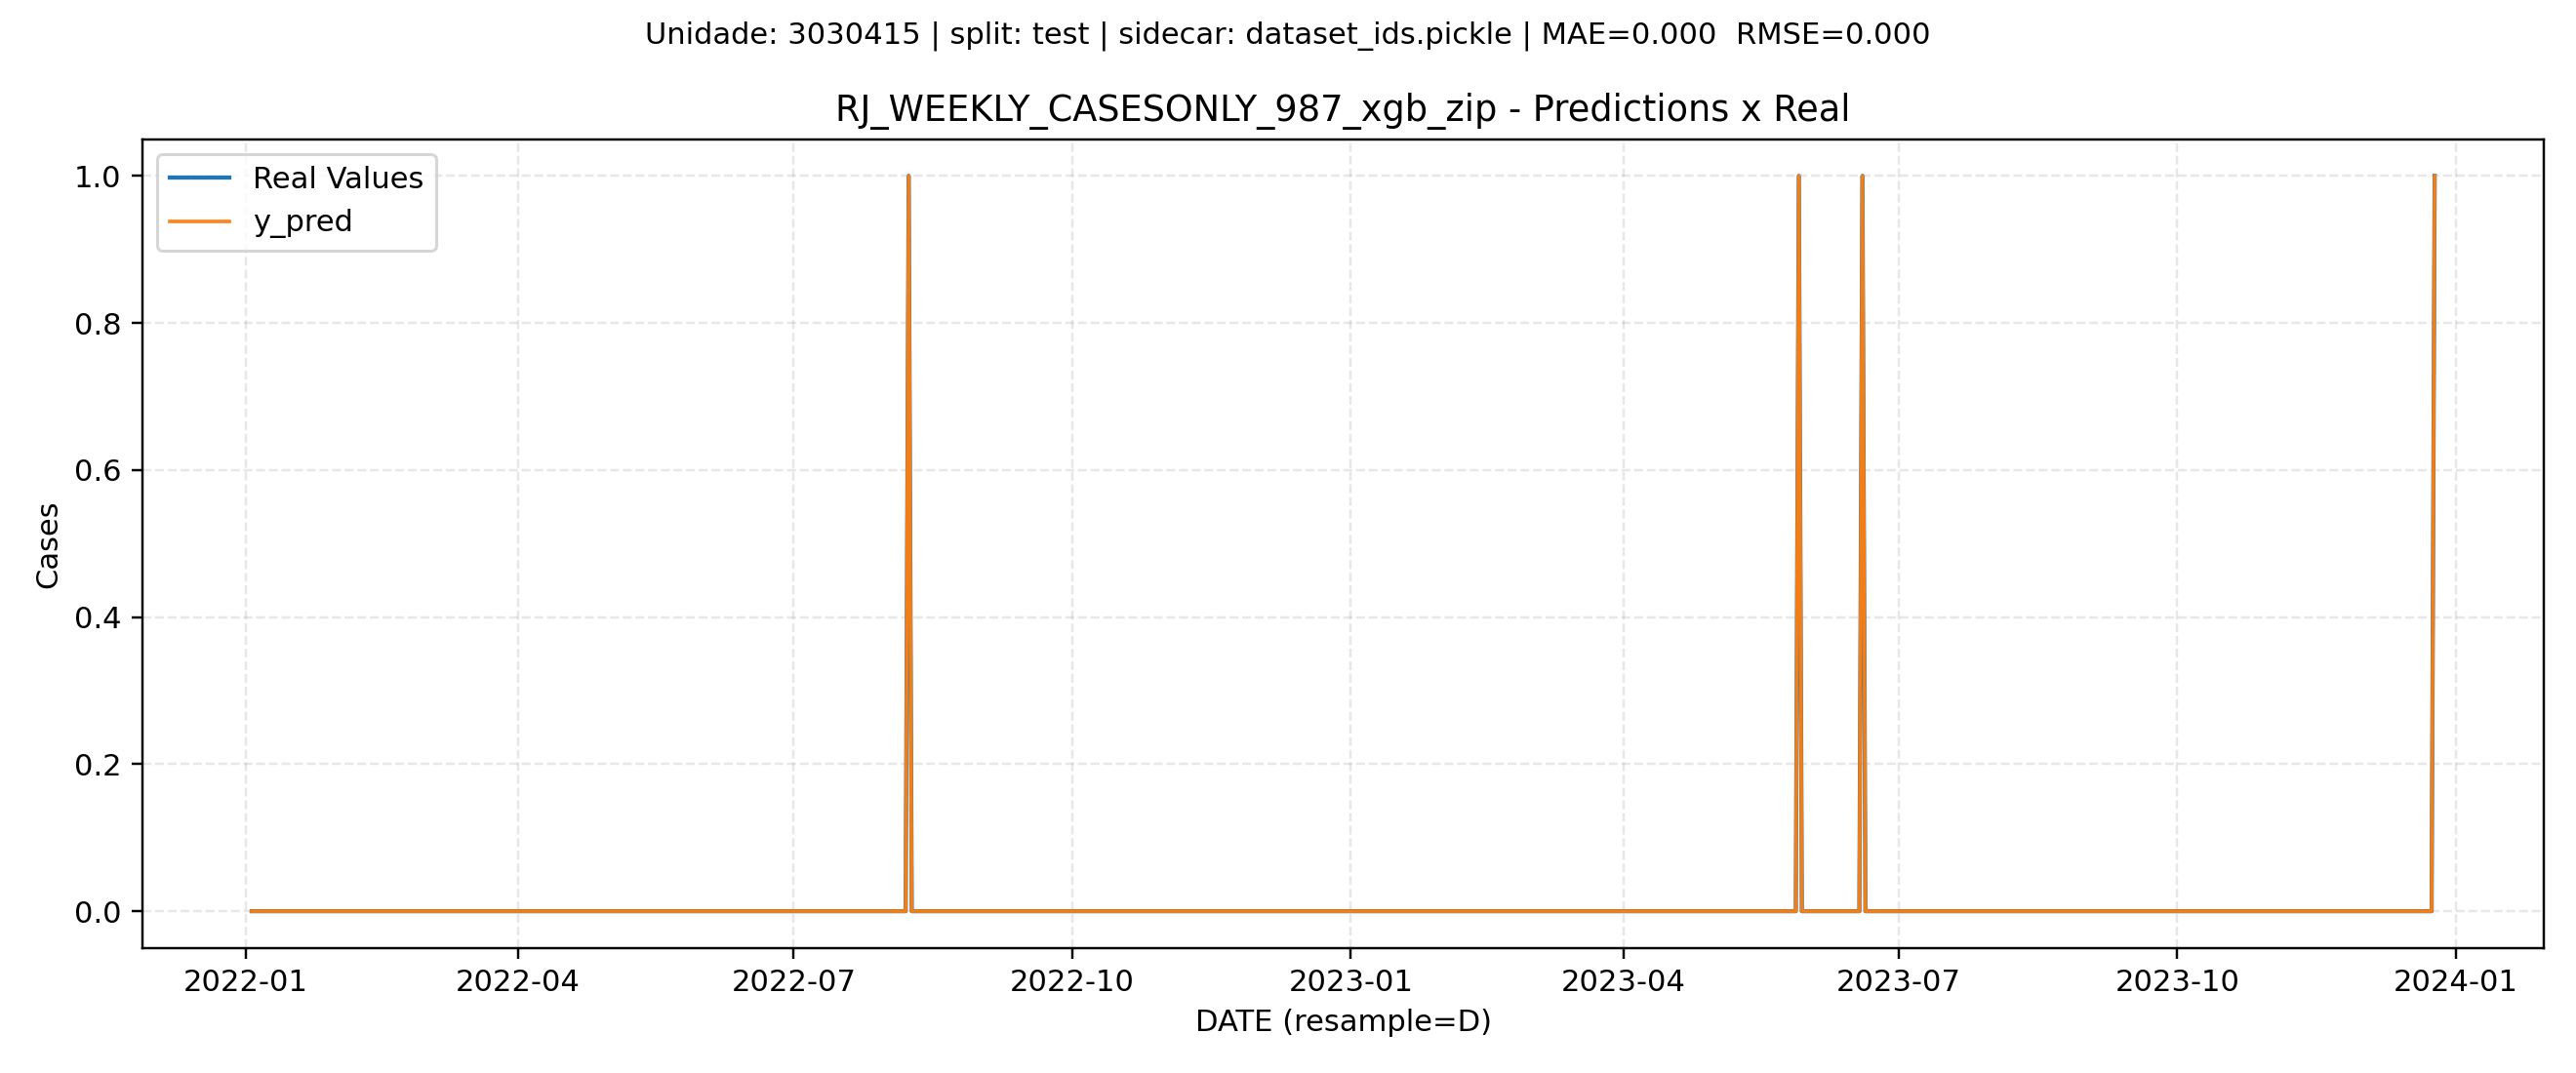 Unidade: 3030415 | split: test | sidecar: dataset_ids.pickle | MAE=0.000  RMSE=0.000
RJ_WEEKLY_CASESONLY_987_xgb_zip - Predictions x Real
Real Values
y_pred
1.0
0.8
0.6
0.4
0.2
0.0
Cases
2022-01 2022-04 2022-07 2022-10 2023-01 2023-04 2023-07 2023-10 2024-01
DATE (resample=D)